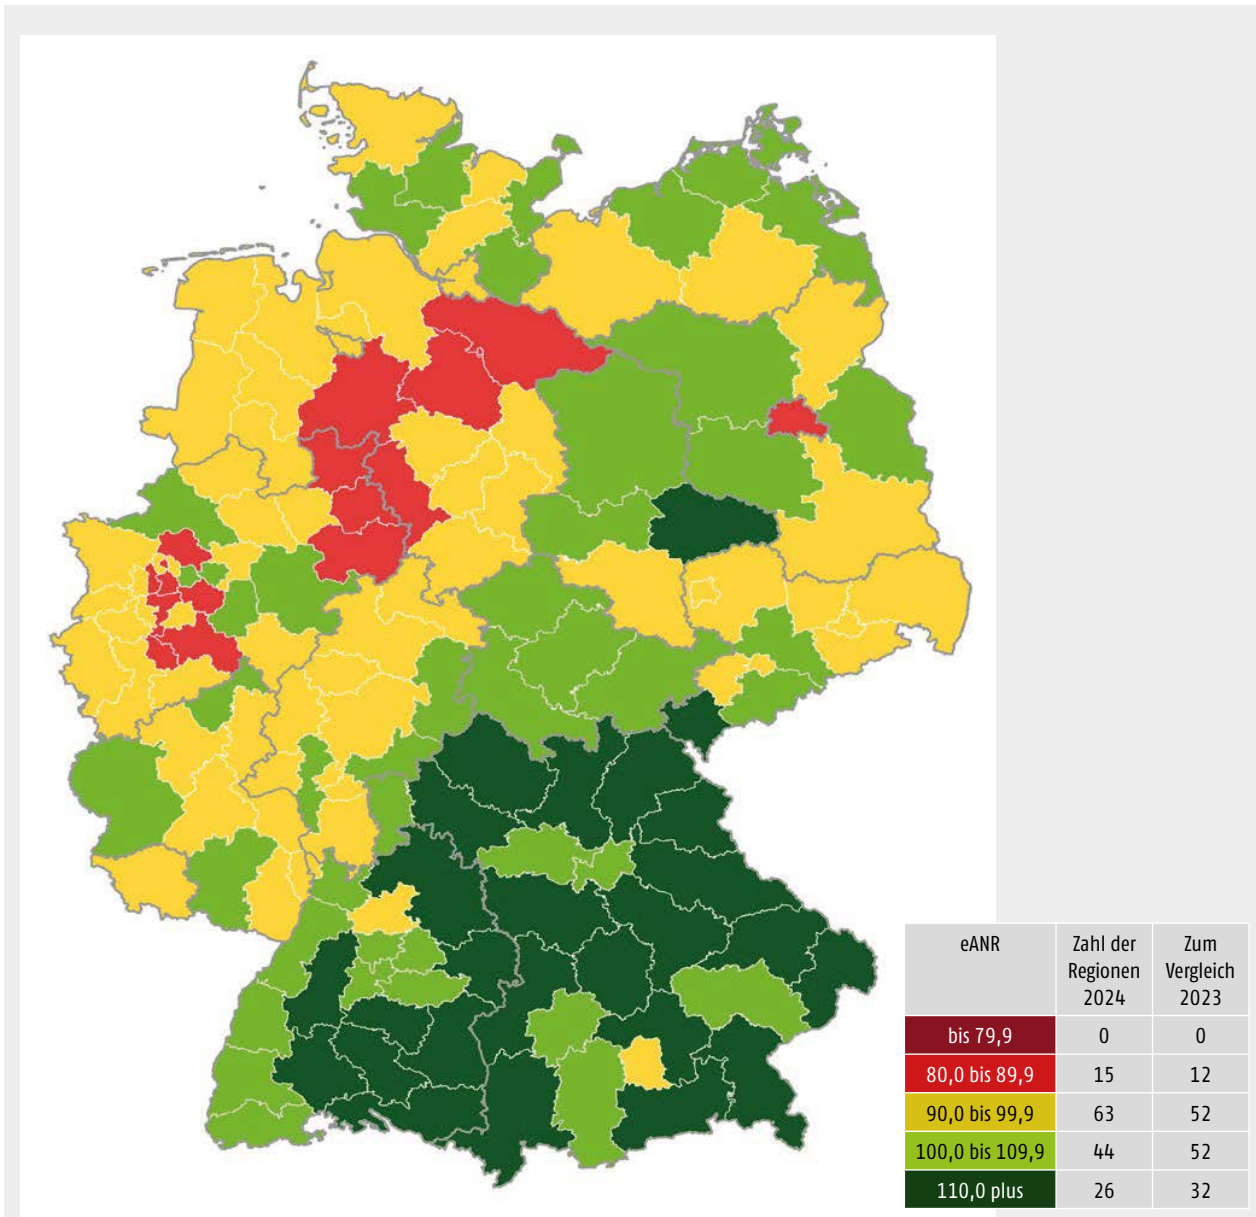 eANR Zahl der Regionen 2024 Zum Vergleich 2023
bis 79,9 0 0
80,0 bis 89,9 15 12
90,0 bis 99,9 63 52
100,0 bis 109,9 44 52
110,0 plus 26 32